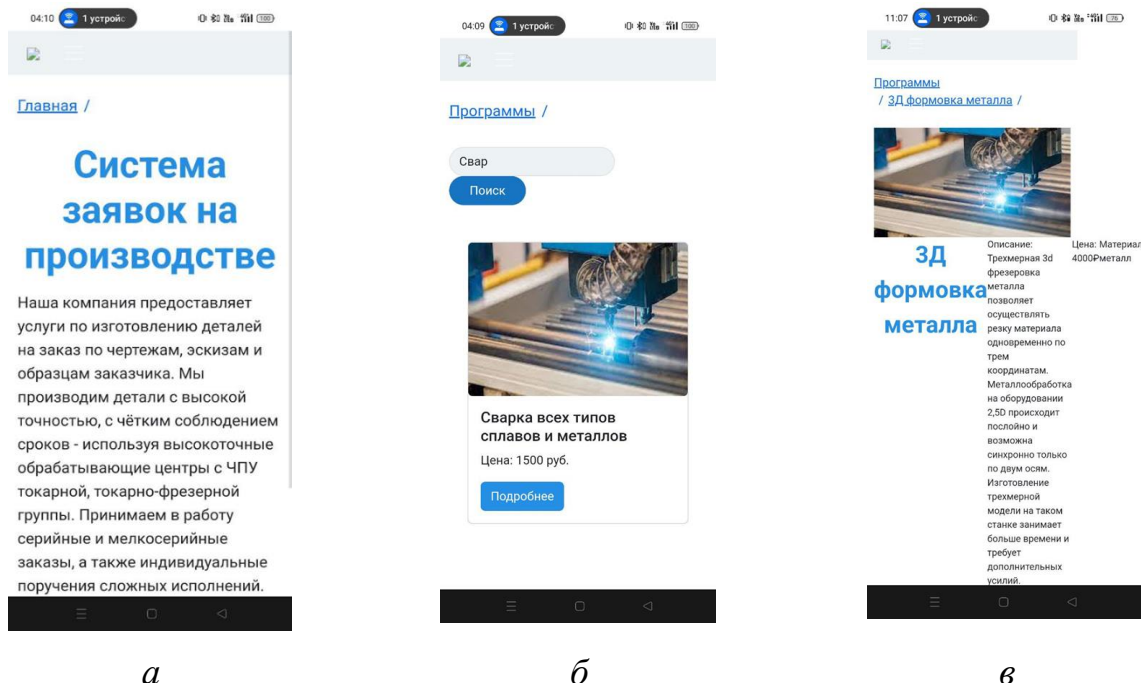 04:10 1 устройс 100
Главная /
Система
заявок на
производстве
Наша компания предоставляет
услуги по изготовлению деталей
на заказ по чертежам, эскизам и
образцам заказчика. Мы
производим детали с высокой
точностью, с чётким соблюдением
сроков - используя высокоточные
обрабатывающие центры с ЧПУ
токарной, токарно-фрезерной
группы. Принимаем в работу
серийные и мелкосерийные
заказы, а также индивидуальные
поручения сложных исполнений.
а
04:09 1 устройс 100
Программы /
Свар
Поиск
Сварка всех типов
сплавов и металлов
Цена: 1500 руб.
Подробнее
б
11:07 1 устройс 76
Программы
/ 3Д формовка металла /
3Д
формовка
металла
Описание:
Трехмерная 3d
фрезеровка
металла
позволяет
осуществлять
резку материала
одновременно по
трем
координатам.
Металлообработка
на оборудовании
2,5D происходит
послойно и
возможна
синхронно только
по двум осям.
Изготовление
трехмерной
модели на таком
станке занимает
больше времени и
требует
дополнительных
усилий.
Цена: Материал
4000₽металл
в